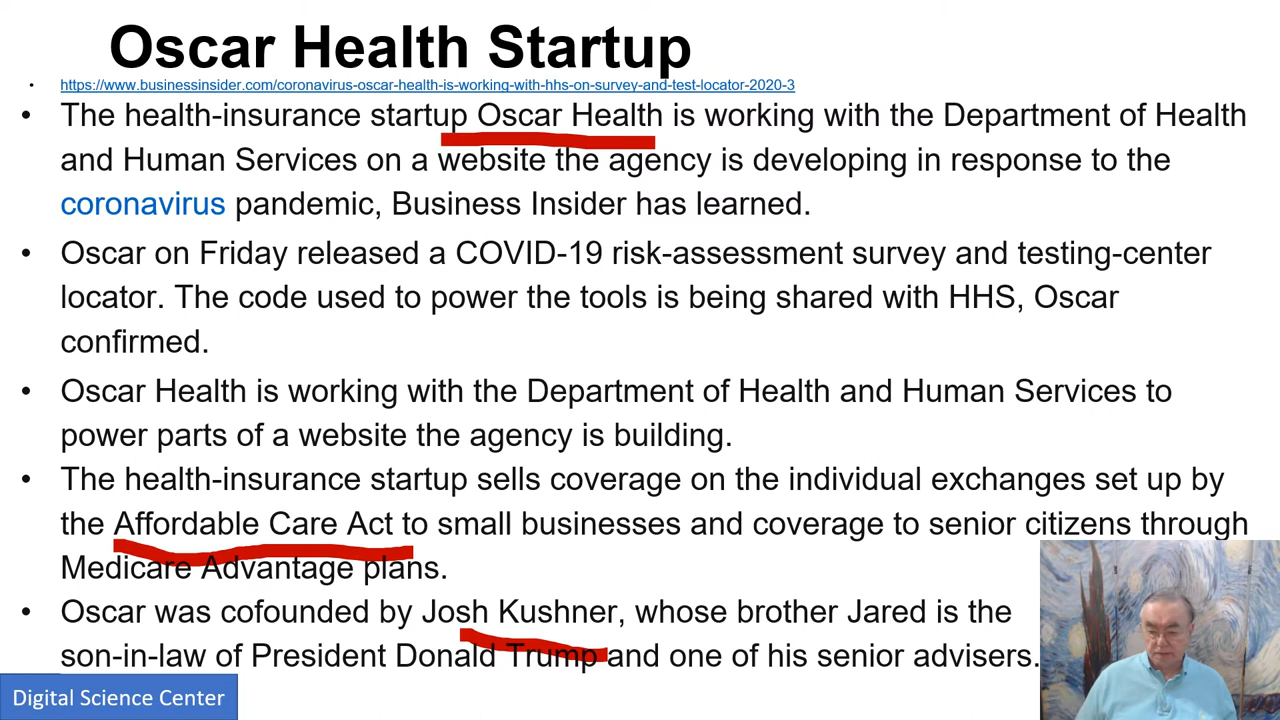 Oscar Health Startup
• https://www.businessinsider.com/coronavirus-oscar-health-is-working-with-hhs-on-survey-and-test-locator-2020-3
• The health-insurance startup Oscar Health is working with the Department of Health
and Human Services on a website the agency is developing in response to the
coronavirus pandemic, Business Insider has learned.
• Oscar on Friday released a COVID-19 risk-assessment survey and testing-center
locator. The code used to power the tools is being shared with HHS, Oscar
confirmed.
• Oscar Health is working with the Department of Health and Human Services to
power parts of a website the agency is building.
• The health-insurance startup sells coverage on the individual exchanges set up by
the Affordable Care Act to small businesses and coverage to senior citizens through
Medicare Advantage plans.
• Oscar was cofounded by Josh Kushner, whose brother Jared is the
son-in-law of President Donald Trump and one of his senior advisers.
Digital Science Center